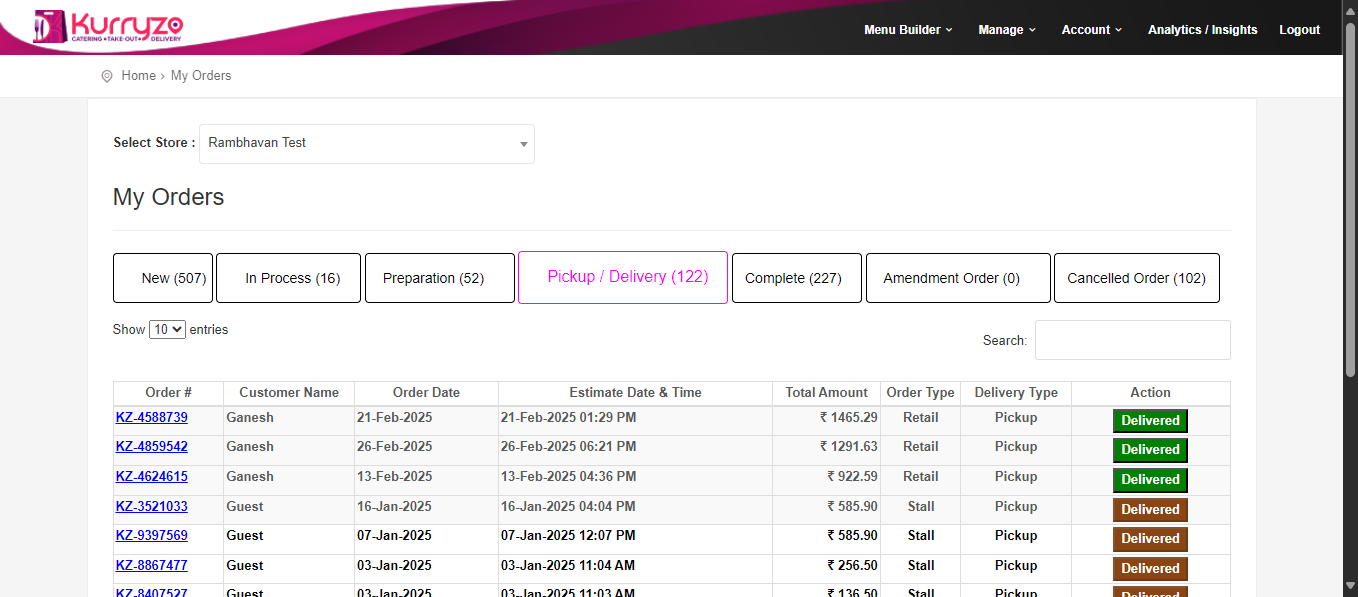 Kurryzo
CATERING • TAKE-OUT • DELIVERY
Menu Builder Manage Account Analytics / Insights Logout
Home › My Orders
Select Store : Rambhavan Test
My Orders
New (507) In Process (16) Preparation (52) Pickup / Delivery (122) Complete (227) Amendment Order (0) Cancelled Order (102)
Show 10 entries
Search:
Order # Customer Name Order Date Estimate Date & Time Total Amount Order Type Delivery Type Action
KZ-4588739 Ganesh 21-Feb-2025 21-Feb-2025 01:29 PM ₹ 1465.29 Retail Pickup Delivered
KZ-4859542 Ganesh 26-Feb-2025 26-Feb-2025 06:21 PM ₹ 1291.63 Retail Pickup Delivered
KZ-4624615 Ganesh 13-Feb-2025 13-Feb-2025 04:36 PM ₹ 922.59 Retail Pickup Delivered
KZ-3521033 Guest 16-Jan-2025 16-Jan-2025 04:04 PM ₹ 585.90 Stall Pickup Delivered
KZ-9397569 Guest 07-Jan-2025 07-Jan-2025 12:07 PM ₹ 585.90 Stall Pickup Delivered
KZ-8867477 Guest 03-Jan-2025 03-Jan-2025 11:04 AM ₹ 256.50 Stall Pickup Delivered
KZ-8407527 Guest 03-Jan-2025 03-Jan-2025 11:03 AM ₹ 136.50 Stall Pickup Delivered